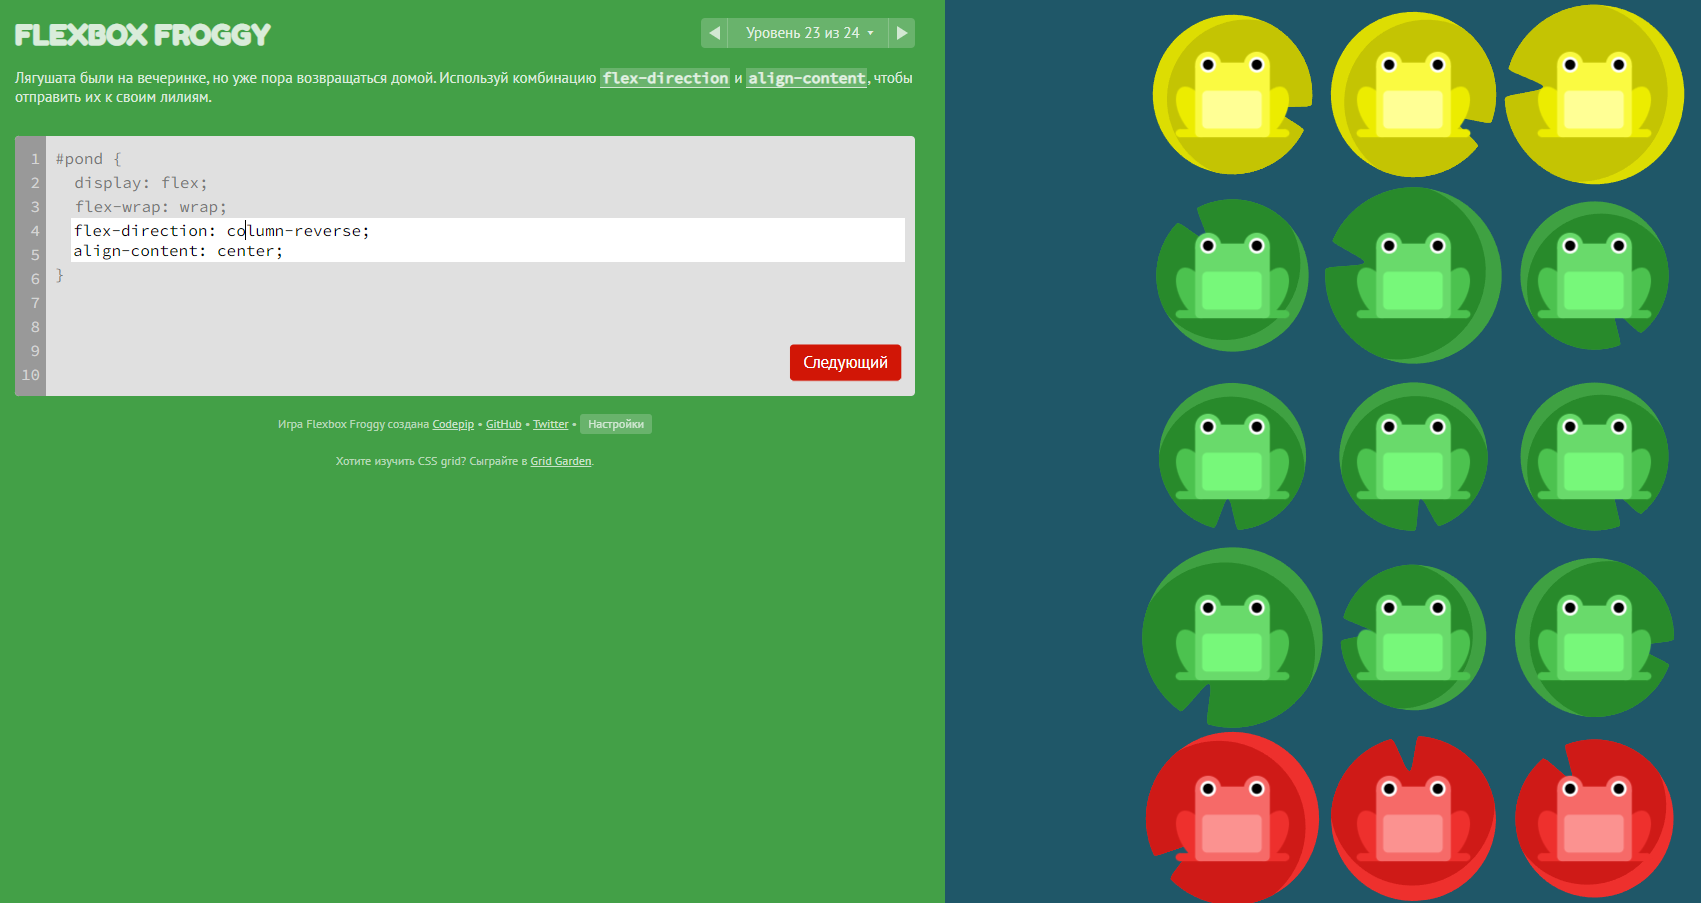 FLEXBOX FROGGY
Уровень 23 из 24
Лягушата были на вечеринке, но уже пора возвращаться домой. Используй комбинацию flex-direction и align-content, чтобы
отправить их к своим лилиям.
1 #pond {
2 display: flex;
3 flex-wrap: wrap;
4 flex-direction: column-reverse;
5 align-content: center;
6 }
7
8
9
10
Следующий
Игра Flexbox Froggy создана Codepip • GitHub • Twitter • Настройки
Хотите изучить CSS grid? Сыграйте в Grid Garden.